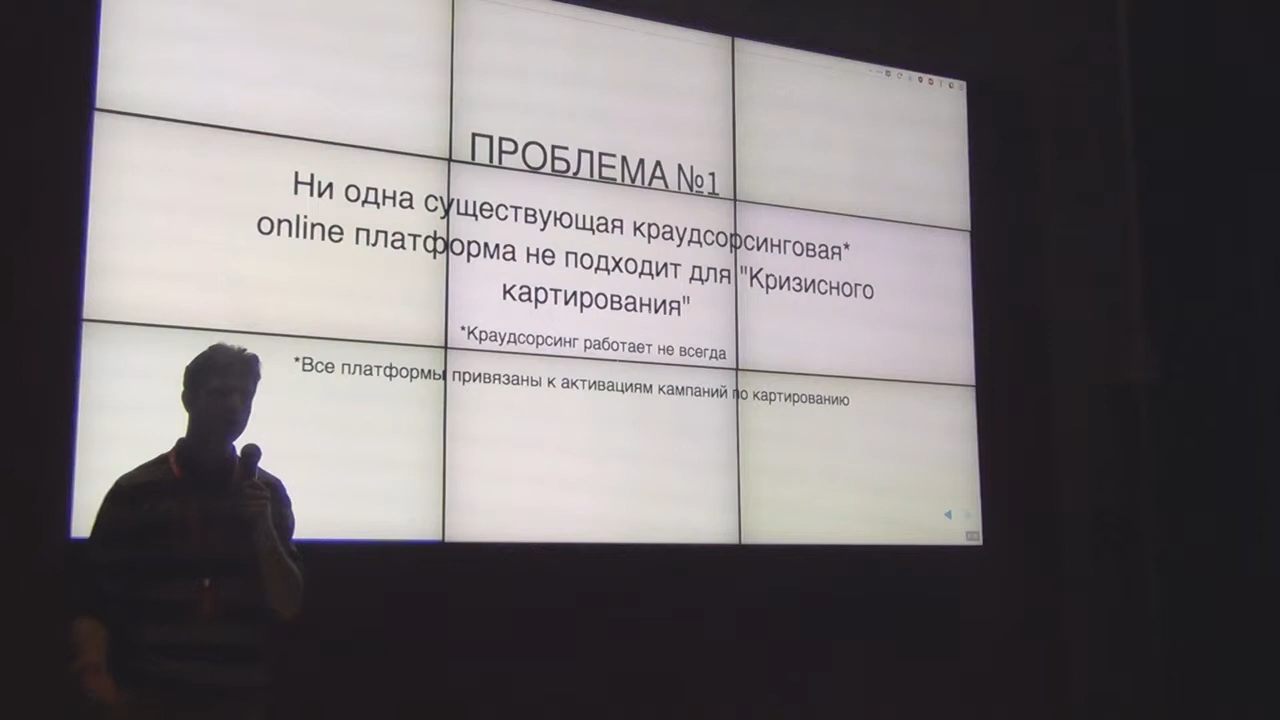 ПРОБЛЕМА №1
Ни одна существующая краудсорсинговая*
online платформа не подходит для "Кризисного
картирования"
*Краудсорсинг работает не всегда
*Все платформы привязаны к активациям кампаний по картированию